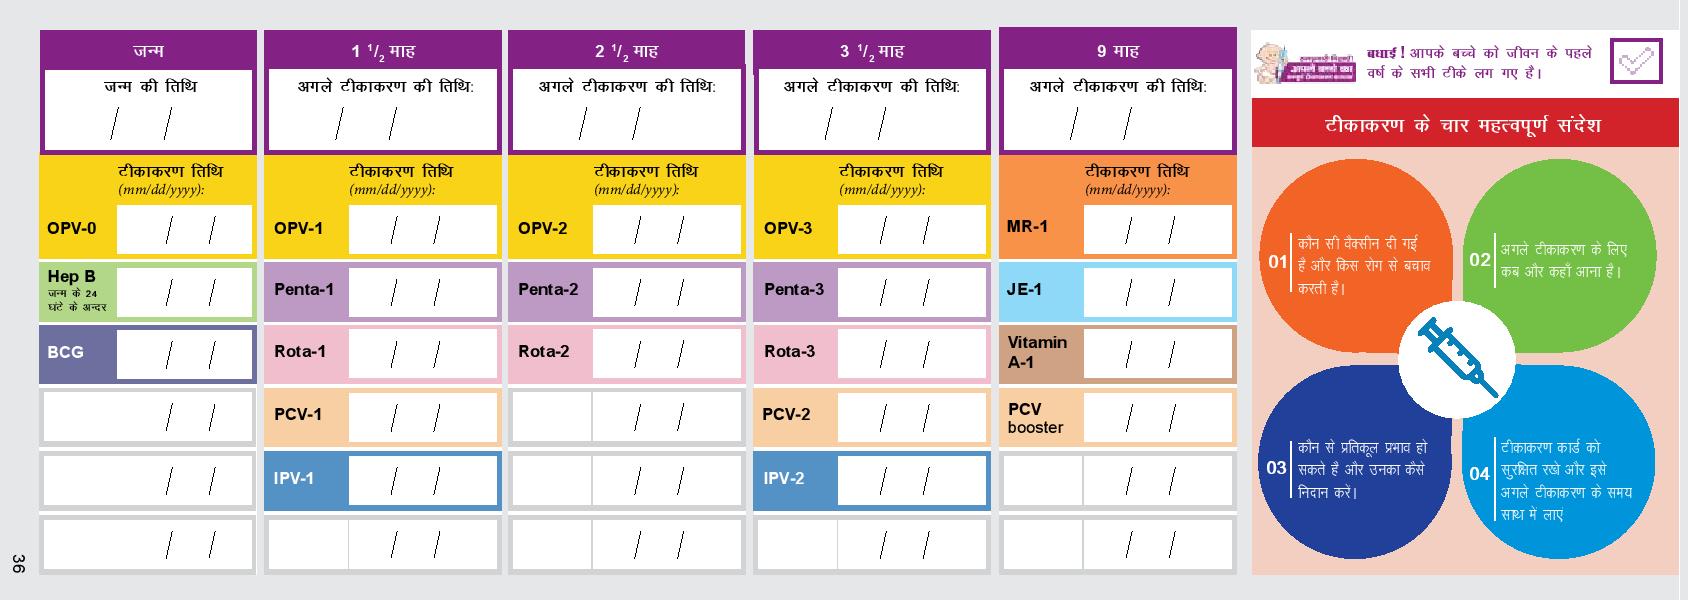 जन्म
जन्म की तिथि
/ /
टीकाकरण तिथि
(mm/dd/yyyy):
OPV-0 / /
Hep B
जन्म के 24
घंटे के अन्दर
/ /
BCG / /
/ /
/ /
/ /
1 1/2 माह
अगले टीकाकरण की तिथि:
/ /
टीकाकरण तिथि
(mm/dd/yyyy):
OPV-1 / /
Penta-1 / /
Rota-1 / /
PCV-1 / /
IPV-1 / /
/ /
2 1/2 माह
अगले टीकाकरण की तिथि:
/ /
टीकाकरण तिथि
(mm/dd/yyyy):
OPV-2 / /
Penta-2 / /
Rota-2 / /
/ /
/ /
/ /
3 1/2 माह
अगले टीकाकरण की तिथि:
/ /
टीकाकरण तिथि
(mm/dd/yyyy):
OPV-3 / /
Penta-3 / /
Rota-3 / /
PCV-2 / /
IPV-2 / /
/ /
9 माह
अगले टीकाकरण की तिथि:
/ /
टीकाकरण तिथि
(mm/dd/yyyy):
MR-1 / /
JE-1 / /
Vitamin
A-1
/ /
PCV
booster
/ /
/ /
/ /
बधाई ! आपके बच्चे को जीवन के पहले
वर्ष के सभी टीके लग गए है।
टीकाकरण के चार महत्वपूर्ण संदेश
01
कौन सी वैक्सीन दी गई
है और किस रोग से बचाव
करती है।
02
अगले टीकाकरण के लिए
कब और कहाँ आना है।
03
कौन से प्रतिकूल प्रभाव हो
सकते है और उनका कैसे
निदान करें।
04
टीकाकरण कार्ड को
सुरक्षित रखे और इसे
अगले टीकाकरण के समय
साथ में लाएं
36